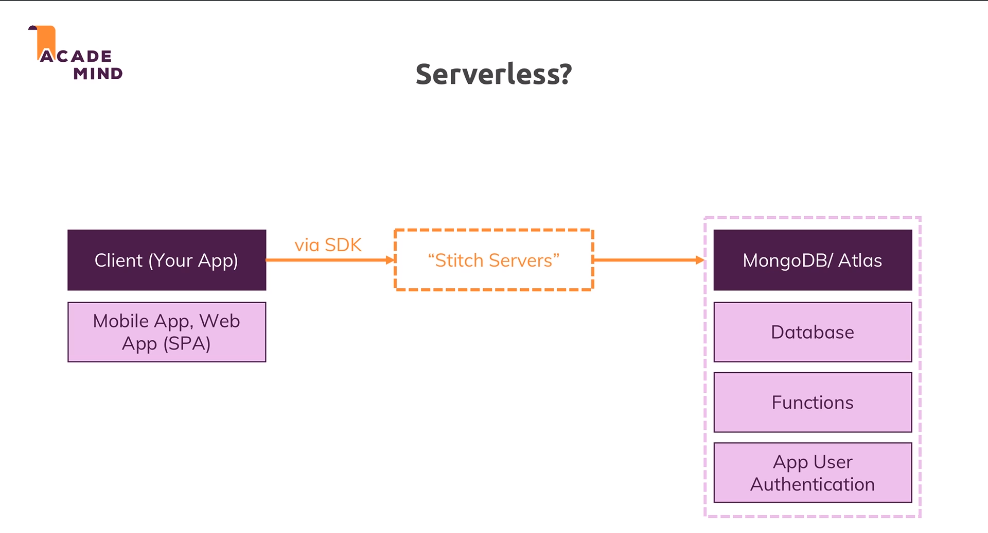 ACADE
MIND
Serverless?
Client (Your App)
via SDK
“Stitch Servers”
MongoDB/ Atlas
Mobile App, Web
App (SPA)
Database
Functions
App User
Authentication